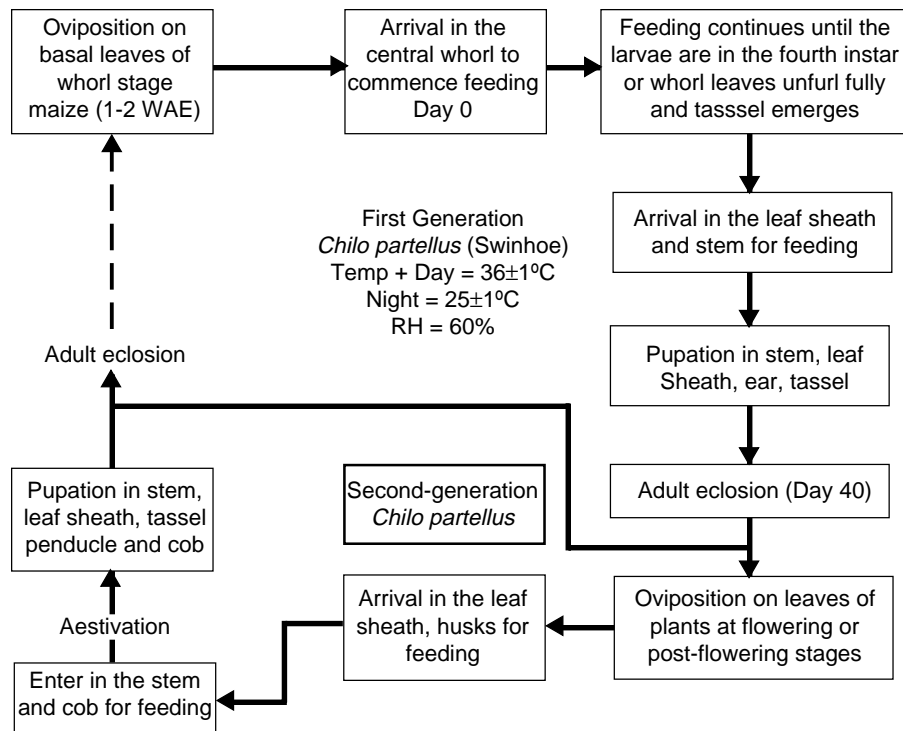 Oviposition on
basal leaves of
whorl stage
maize (1-2 WAE)
Arrival in the
central whorl to
commence feeding
Day 0
Feeding continues until the
larvae are in the fourth instar
or whorl leaves unfurl fully
and tasssel emerges
Arrival in the leaf sheath
and stem for feeding
First Generation
Chilo partellus (Swinhoe)
Temp + Day = 36±1ºC
Night = 25±1ºC
RH = 60%
Pupation in stem, leaf
Sheath, ear, tassel
Adult eclosion (Day 40)
Second-generation
Chilo partellus
Oviposition on leaves of
plants at flowering or
post-flowering stages
Arrival in the leaf
sheath, husks for
feeding
Enter in the stem
and cob for feeding
Aestivation
Pupation in stem,
leaf sheath, tassel
penducle and cob
Adult eclosion